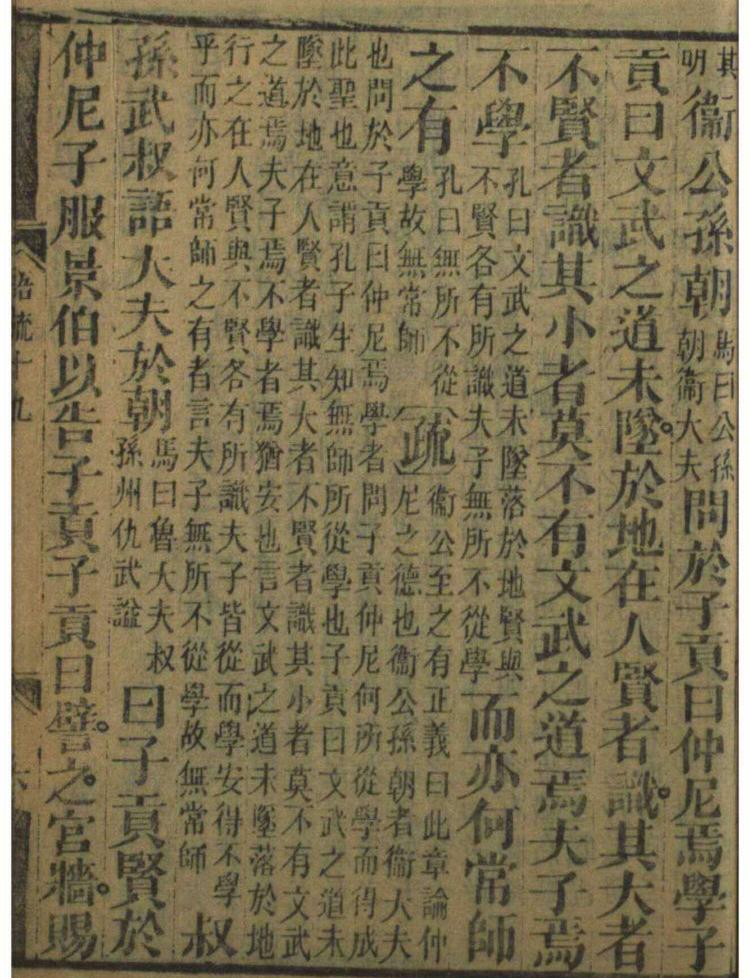 其明衞公孫朝馬曰公孫朝衞大夫問於子貢曰仲尼焉學子
貢曰文武之道未墜於地在人賢者識其大者
不賢者識其小者莫不有文武之道焉夫子焉
不學孔曰文武之道未墜落於地賢與不賢各有所識夫子無所不從學而亦何常師
之有孔曰無所不從學故無常師疏衞公至之有正義曰此章論仲尼之德也衞公孫朝者衞大夫
也問於子貢曰仲尼焉學者問子貢仲尼何所從學而得成
此聖也意謂孔子生知無師所從學也子貢曰文武之道未
墜於地在人賢者識其大者不賢者識其小者莫不有文武
之道焉夫子焉不學者焉猶安也言文武之道未墜落於地
行之在人賢與不賢各有所識夫子皆從而學安得不學
乎而亦何常師之有者言夫子無所不從學故無常師叔
孫武叔語大夫於朝馬曰魯大夫叔孫州仇武諡曰子貢賢於
仲尼子服景伯以告子貢子貢曰譬之宮牆賜
疏十九